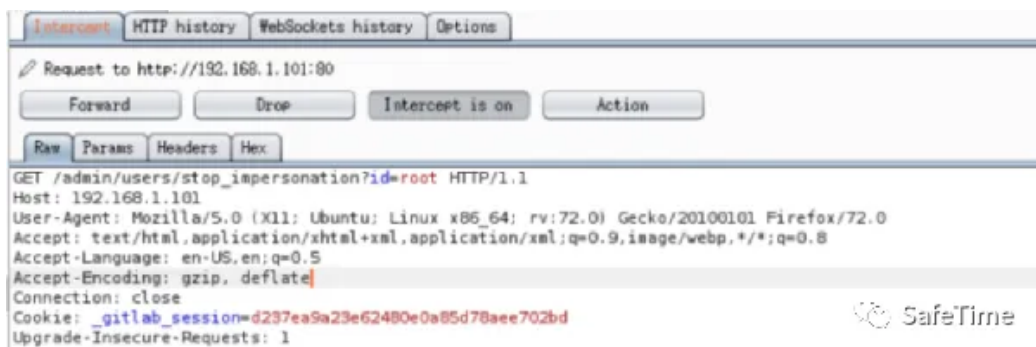 Intercept HTTP history WebSockets history Options
Request to http://192.168.1.101:80
Forward Drop Intercept is on Action
Raw Params Headers Hex
GET /admin/users/stop_impersonation?id=root HTTP/1.1
Host: 192.168.1.101
User-Agent: Mozilla/5.0 (X11; Ubuntu; Linux x86_64; rv:72.0) Gecko/20100101 Firefox/72.0
Accept: text/html,application/xhtml+xml,application/xml;q=0.9,image/webp,*/*;q=0.8
Accept-Language: en-US,en;q=0.5
Accept-Encoding: gzip, deflate
Connection: close
Cookie: _gitlab_session=d237ea9a23e62480e0a85d78aee702bd
Upgrade-Insecure-Requests: 1
SafeTime